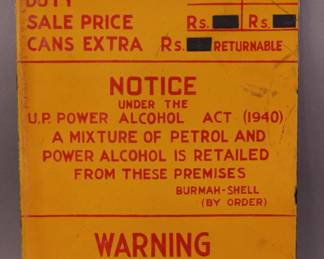 DUTY
SALE PRICE Rs. Rs.
CANS EXTRA Rs. RETURNABLE
NOTICE
UNDER THE
U.P. POWER ALCOHOL ACT (1940)
A MIXTURE OF PETROL AND
POWER ALCOHOL IS RETAILED
FROM THESE PREMISES
BURMAH-SHELL
(BY ORDER)
WARNING